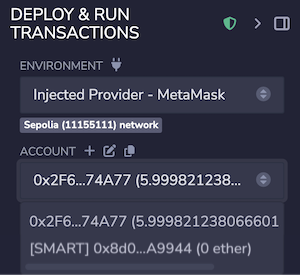 DEPLOY & RUN
TRANSACTIONS
ENVIRONMENT
Injected Provider - MetaMask
Sepolia (11155111) network
ACCOUNT
0x2F6...74A77 (5.999821238...
0x2F6...74A77 (5.999821238066601
[SMART] 0x8d0...A9944 (0 ether)